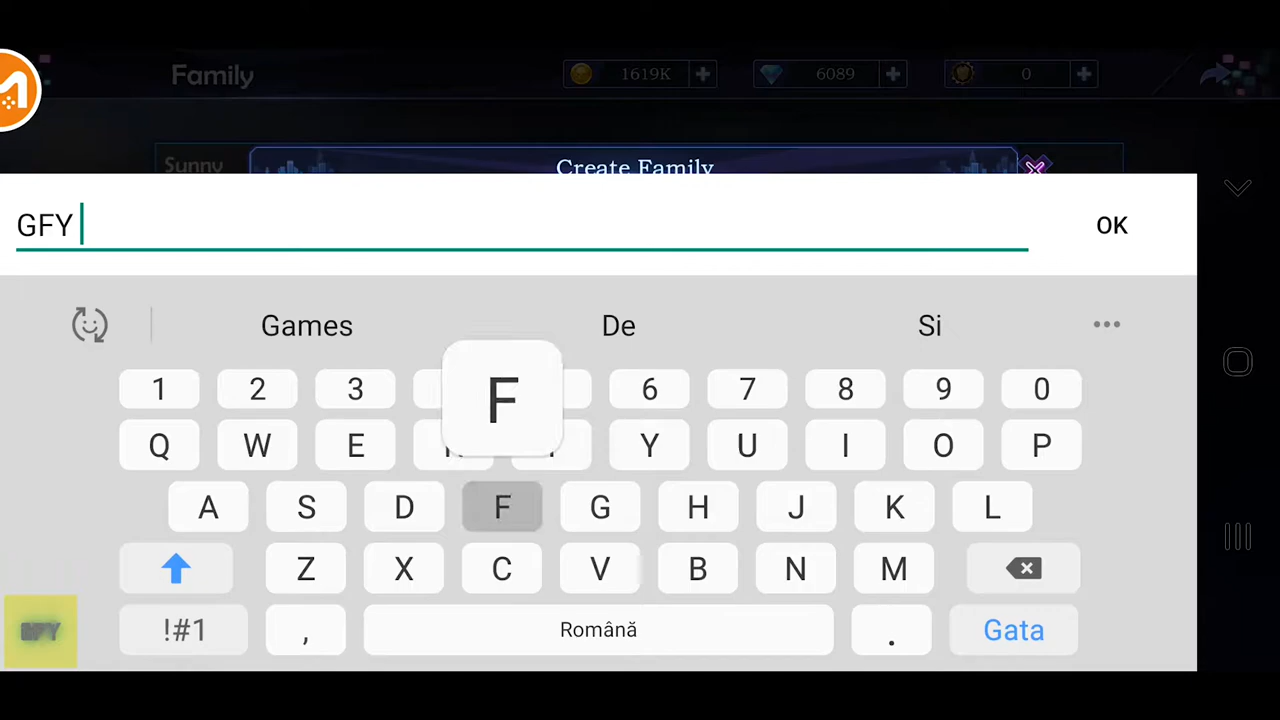 Family 1619K + 6089 + 0 +
Sunny
Create Family
GFY
OK
Games De Si ...
F
1 2 3 6 7 8 9 0
Q W E Y U I O P
A S D F G H J K L
Z X C V B N M
!#1 , Română . Gata
GFY